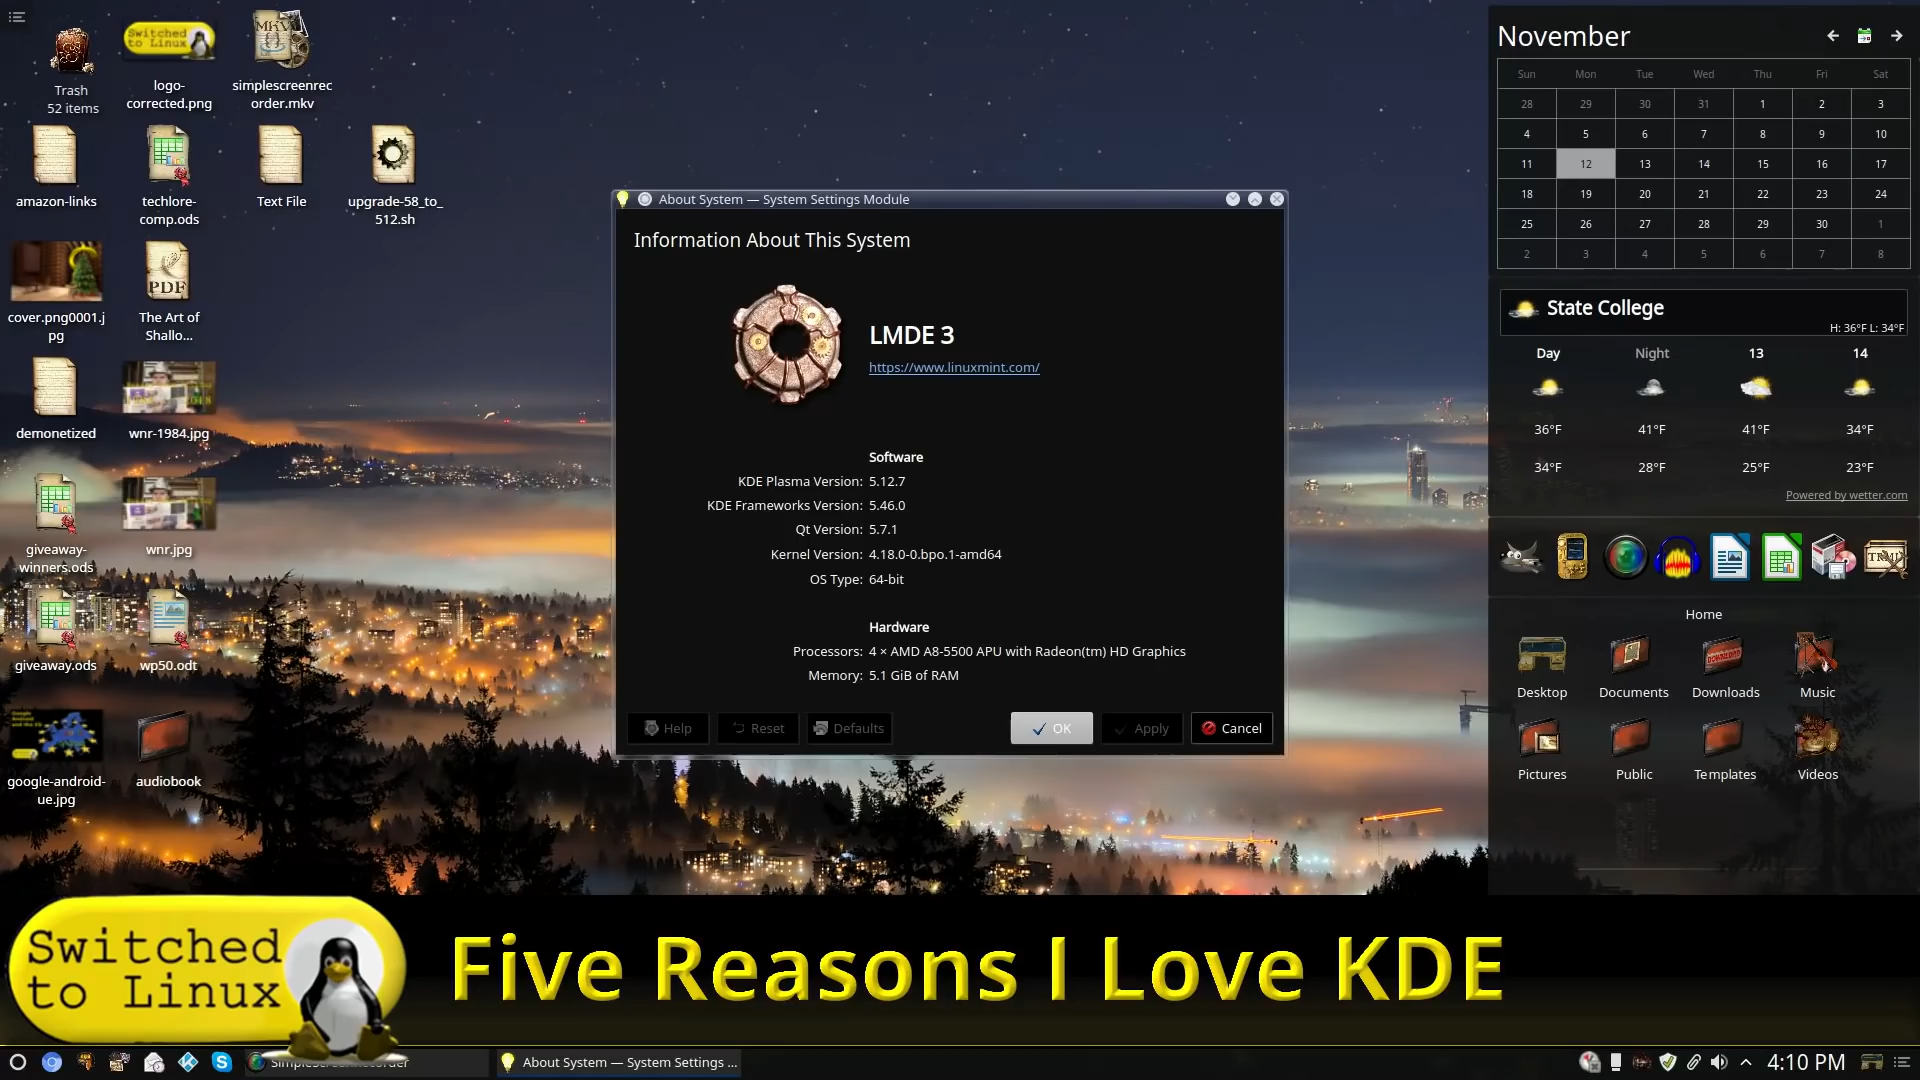 Trash
52 items
logo-
corrected.png
simplescreenrec
order.mkv
Switched
to Linux
MKV
amazon-links
techlore-
comp.ods
Text File
upgrade-58_to_
512.sh
cover.png0001.j
pg
PDF
The Art of
Shallo...
demonetized
wnr-1984.jpg
giveaway-
winners.ods
wnr.jpg
giveaway.ods
wp50.odt
google-android-
ue.jpg
audiobook
About System — System Settings Module
Information About This System
LMDE 3
https://www.linuxmint.com/
Software
KDE Plasma Version: 5.12.7
KDE Frameworks Version: 5.46.0
Qt Version: 5.7.1
Kernel Version: 4.18.0-0.bpo.1-amd64
OS Type: 64-bit
Hardware
Processors: 4 × AMD A8-5500 APU with Radeon(tm) HD Graphics
Memory: 5.1 GiB of RAM
Help Reset Defaults OK Apply Cancel
November
Sun Mon Tue Wed Thu Fri Sat
28 29 30 31 1 2 3
4 5 6 7 8 9 10
11 12 13 14 15 16 17
18 19 20 21 22 23 24
25 26 27 28 29 30 1
2 3 4 5 6 7 8
State College
H: 36°F L: 34°F
Day Night 13 14
36°F 41°F 41°F 34°F
34°F 28°F 25°F 23°F
Powered by wetter.com
Home
Desktop Documents Downloads Music
Pictures Public Templates Videos
Switched
to Linux
Five Reasons I Love KDE
SimpleScreenRecorder
About System — System Settings ...
4:10 PM